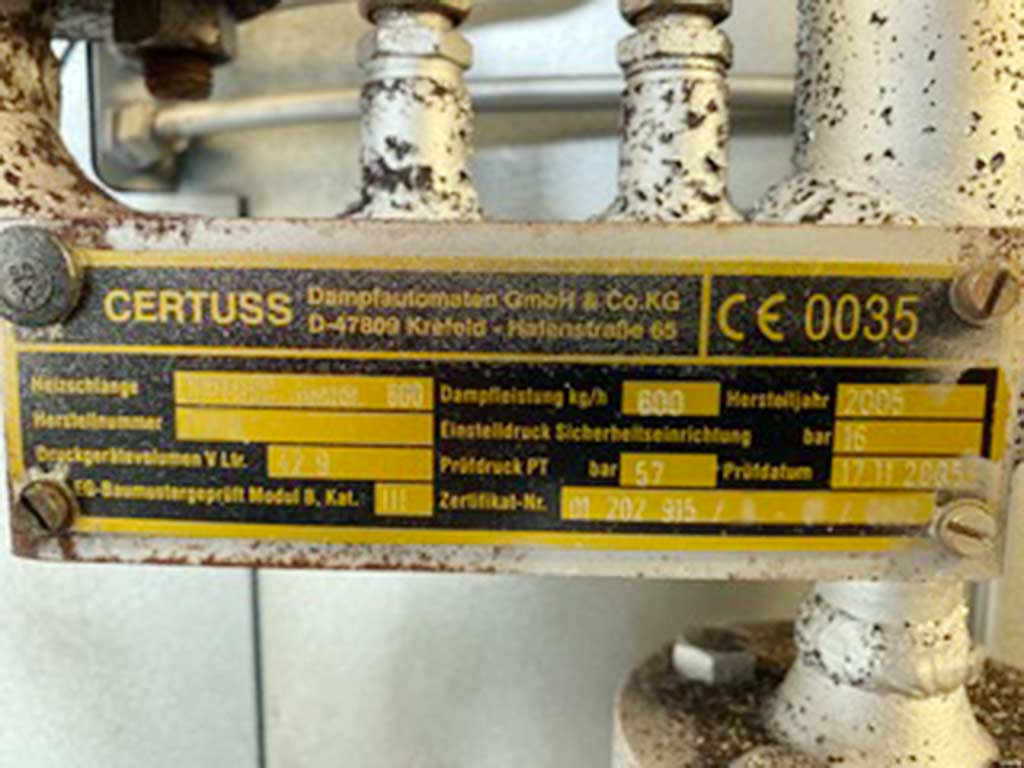 CERTUSS Dampfautomaten GmbH & Co.KG
D-47809 Krefeld - Hafenstraße 65
CE 0035
Heizschlange 600
Dampfleistung kg/h 600
Herstelljahr 2005
Herstellnummer
Einstelldruck Sicherheitseinrichtung bar 16
Druckgerätevolumen V Ltr. 42 9
Prüfdruck PT bar 57
Prüfdatum 17 11 2005
EG-Baumustergeprüft Modul B, Kat. III
Zertifikat-Nr. 01 202 915 /